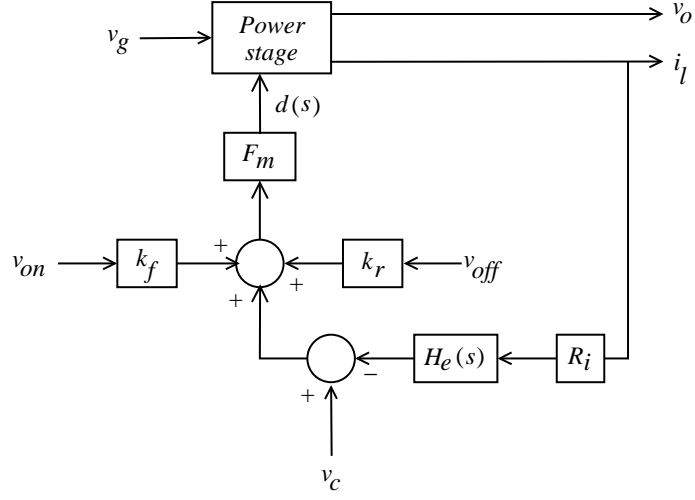 v_o
Power
stage
v_g
i_l
d(s)
F_m
+
v_on
k_f
k_r
v_off
+
+
H_e(s)
R_i
−
+
v_c